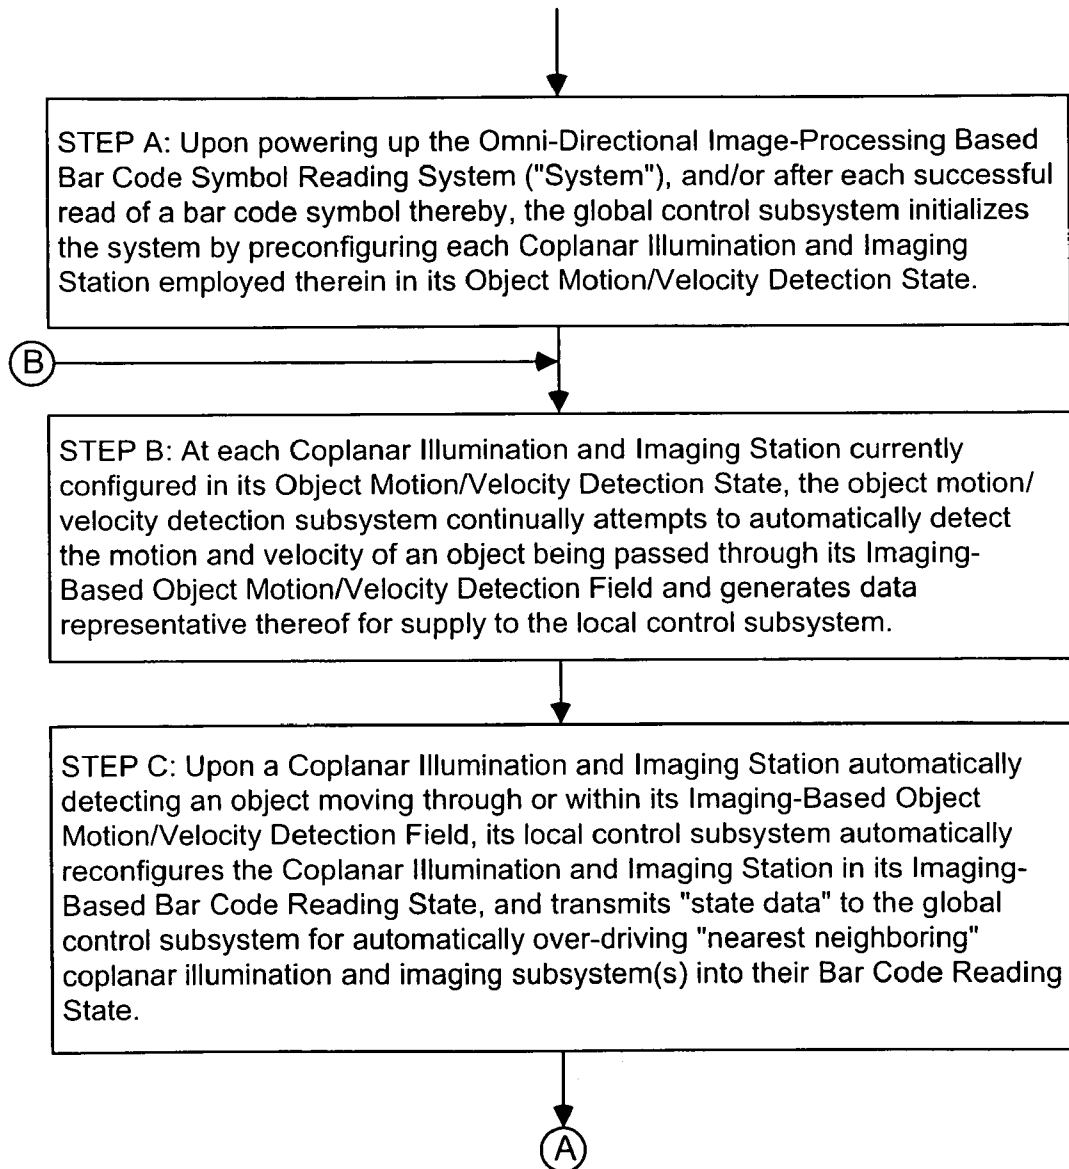 STEP A: Upon powering up the Omni-Directional Image-Processing Based
Bar Code Symbol Reading System ("System"), and/or after each successful
read of a bar code symbol thereby, the global control subsystem initializes
the system by preconfiguring each Coplanar Illumination and Imaging
Station employed therein in its Object Motion/Velocity Detection State.
B
STEP B: At each Coplanar Illumination and Imaging Station currently
configured in its Object Motion/Velocity Detection State, the object motion/
velocity detection subsystem continually attempts to automatically detect
the motion and velocity of an object being passed through its Imaging-
Based Object Motion/Velocity Detection Field and generates data
representative thereof for supply to the local control subsystem.
STEP C: Upon a Coplanar Illumination and Imaging Station automatically
detecting an object moving through or within its Imaging-Based Object
Motion/Velocity Detection Field, its local control subsystem automatically
reconfigures the Coplanar Illumination and Imaging Station in its Imaging-
Based Bar Code Reading State, and transmits "state data" to the global
control subsystem for automatically over-driving "nearest neighboring"
coplanar illumination and imaging subsystem(s) into their Bar Code Reading
State.
A